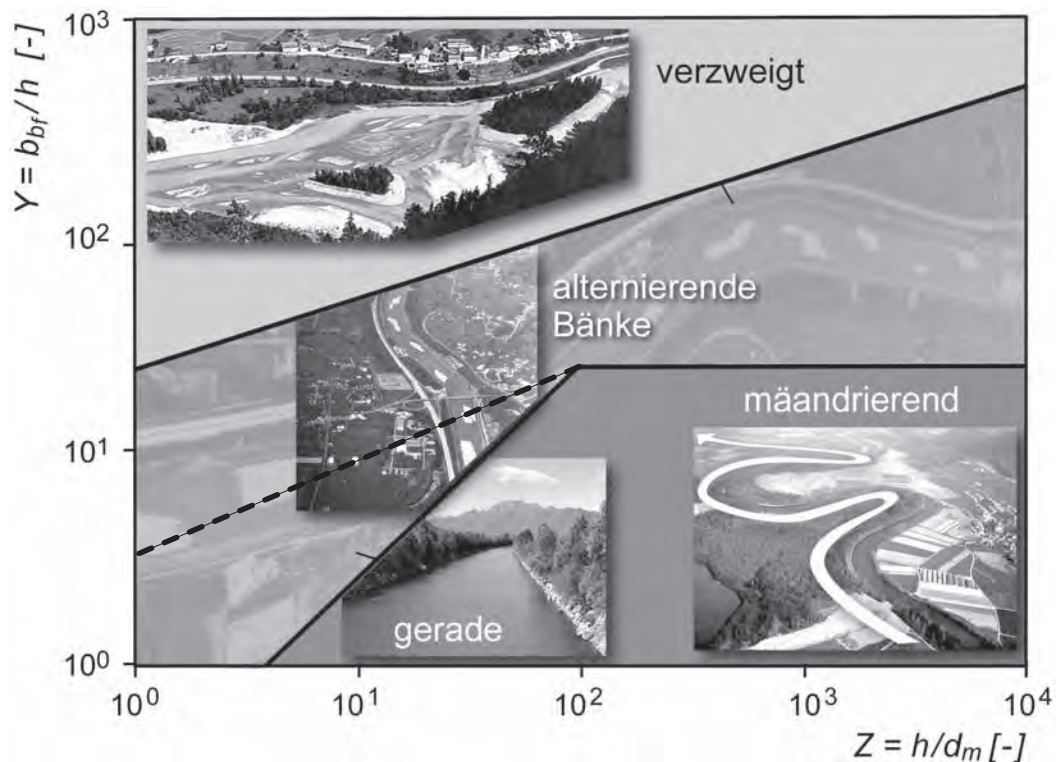 10³
Y = b_bf/h [-]
verzweigt
10²
alternierende
Bänke
mäandrierend
10¹
gerade
10⁰
10⁰
10¹
10²
10³
10⁴
Z = h/d_m [-]